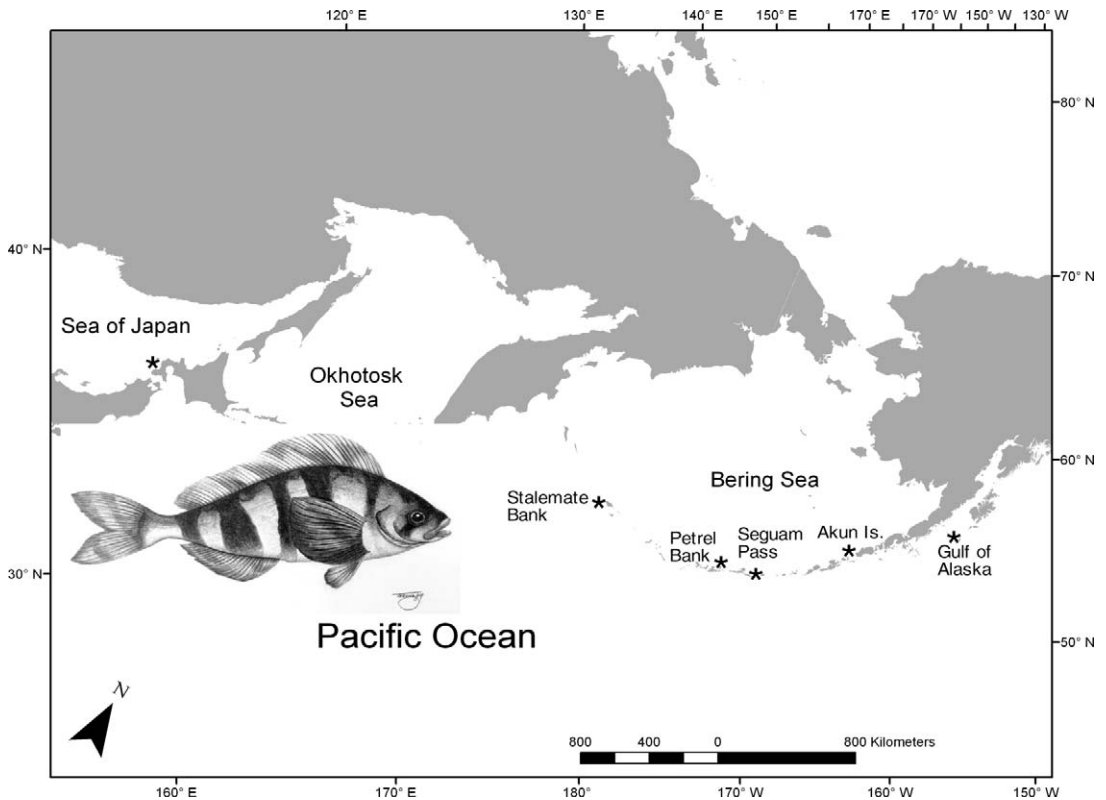 120° E
130° E
140° E
150° E
170° E
170° W
150° W
130° W
80° N
40° N
70° N
Sea of Japan
Okhotosk
Sea
60° N
Bering Sea
Stalemate
Bank
Petrel
Bank
Seguam
Pass
Akun Is.
Gulf of
Alaska
30° N
Pacific Ocean
50° N
N
800
400
0
800 Kilometers
160° E
170° E
180°
170° W
160° W
150° W